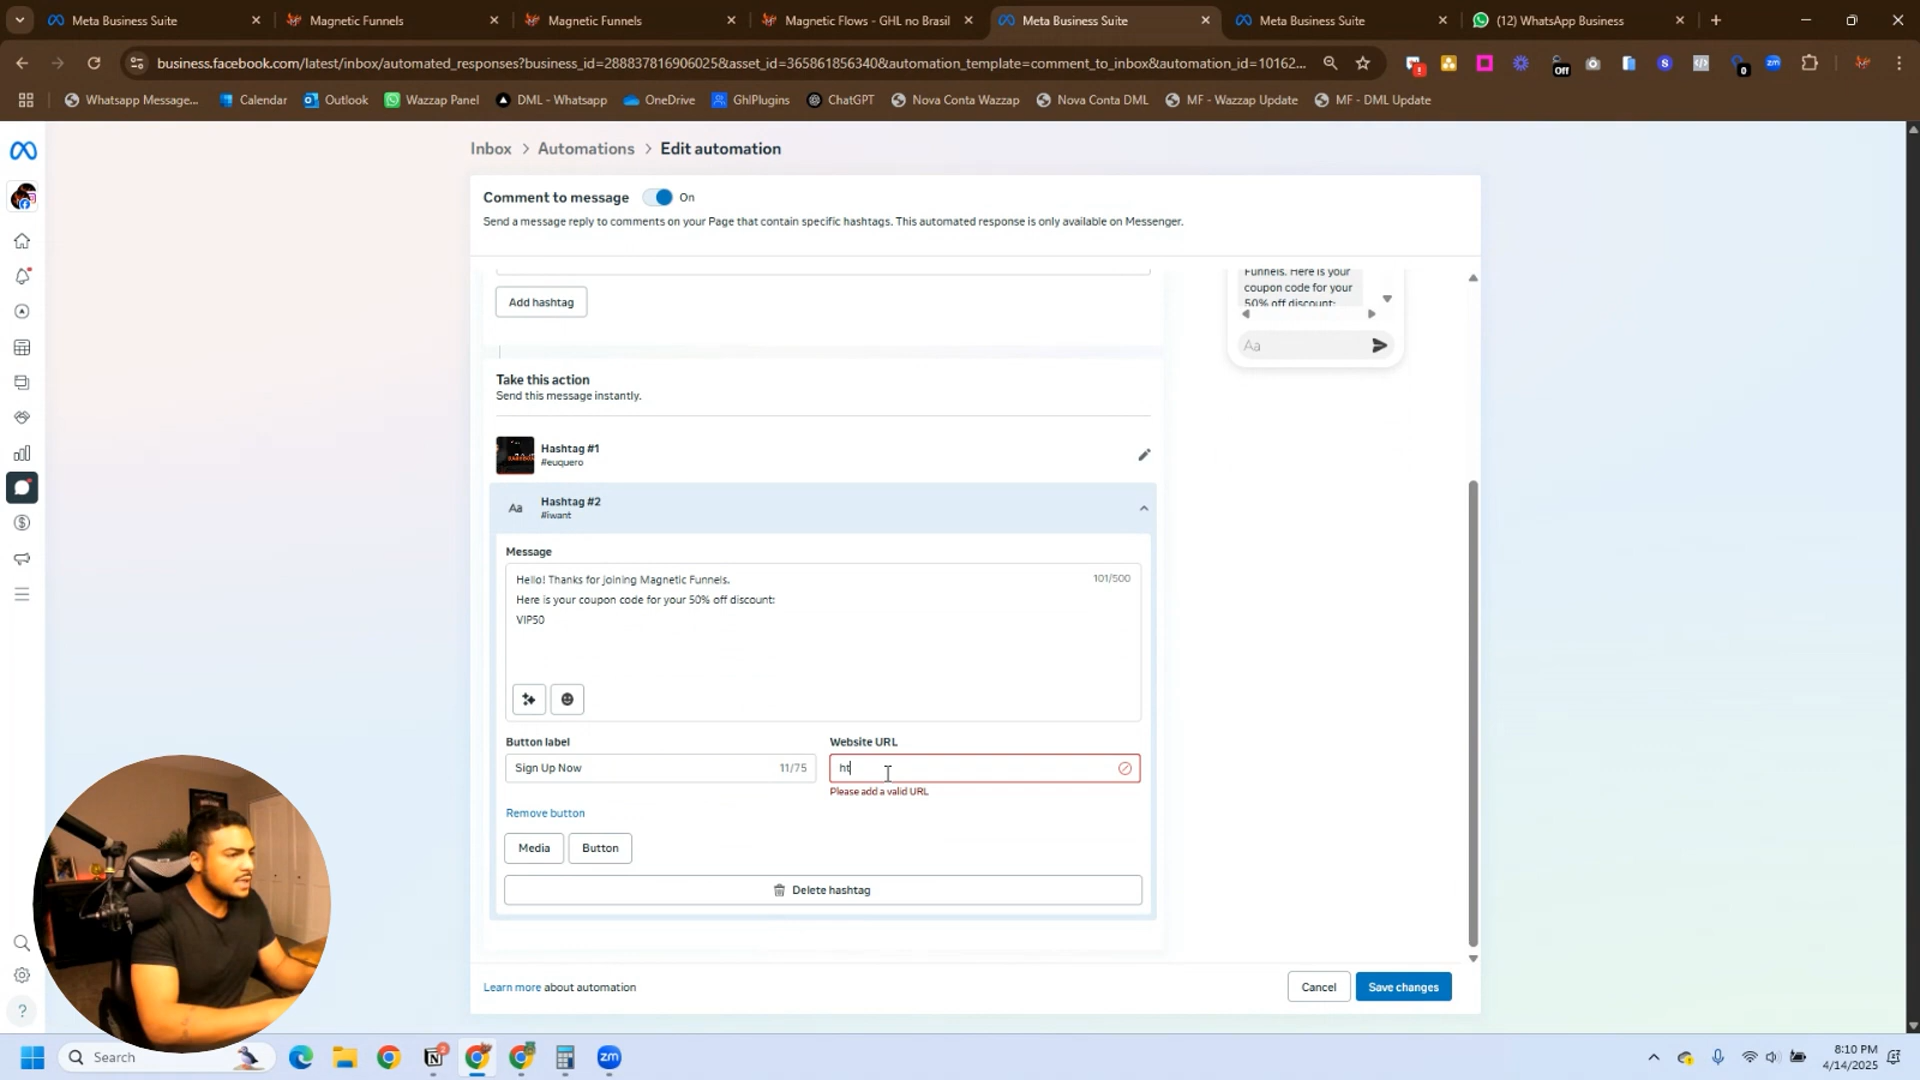 Meta Business Suite
Magnetic Funnels
Magnetic Funnels
Magnetic Flows - GHL no Brasil
Meta Business Suite
Meta Business Suite
(12) WhatsApp Business
business.facebook.com/latest/inbox/automated_responses?business_id=288837816906025&asset_id=365861856340&automation_template=comment_to_inbox&automation_id=10162...
Off
0
zm
Whatsapp Message...
Calendar
Outlook
Wazzap Panel
DML - Whatsapp
OneDrive
GhlPlugins
ChatGPT
Nova Conta Wazzap
Nova Conta DML
MF - Wazzap Update
MF - DML Update
Inbox > Automations > Edit automation
Comment to message On
Send a message reply to comments on your Page that contain specific hashtags. This automated response is only available on Messenger.
Funnels. Here is your
coupon code for your
50% off discount:
Aa
Add hashtag
Take this action
Send this message instantly.
Hashtag #1
#euquero
Aa
Hashtag #2
#iwant
Message
Hello! Thanks for joining Magnetic Funnels.
101/500
Here is your coupon code for your 50% off discount:
VIP50
Button label
Website URL
Sign Up Now
11/75
ht
Please add a valid URL
Remove button
Media
Button
Delete hashtag
Learn more about automation
Cancel
Save changes
Search
2
zm
8:10 PM
4/14/2025